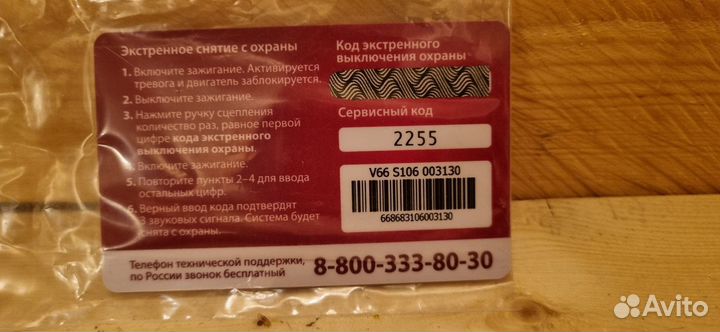 Экстренное снятие с охраны
1. Включите зажигание. Активируется
тревога и двигатель заблокируется.
2. Выключите зажигание.
3. Нажмите ручку сцепления
количество раз, равное первой
цифре кода экстренного
выключения охраны.
4. Включите зажигание.
5. Повторите пункты 2–4 для ввода
остальных цифр.
6. Верный ввод кода подтвердят
3 звуковых сигнала. Система будет
снята с охраны.
Код экстренного
выключения охраны
Сервисный код
2255
V66 S106 003130
668683106003130
Телефон технической поддержки,
по России звонок бесплатный
8-800-333-80-30
Avito